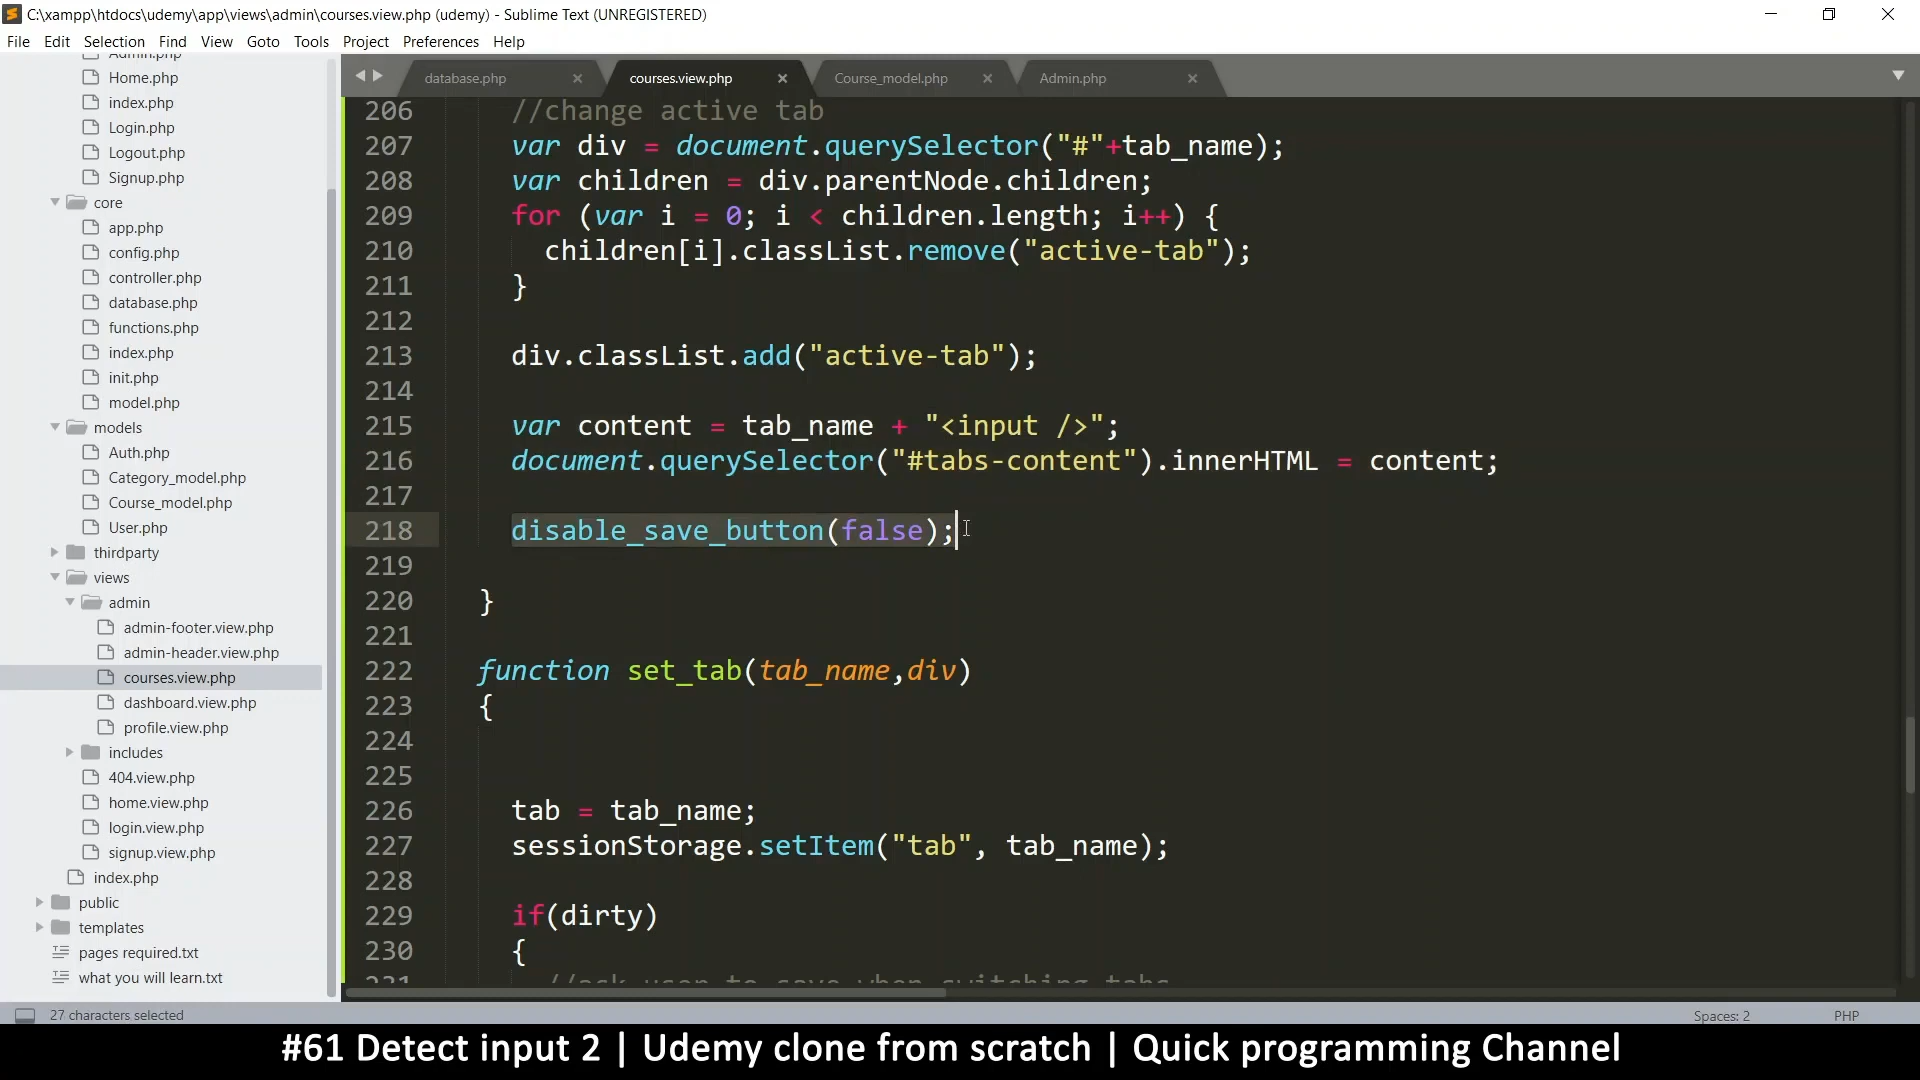 C:\xampp\htdocs\udemy\app\views\admin\courses.view.php (udemy) - Sublime Text (UNREGISTERED)
File Edit Selection Find View Goto Tools Project Preferences Help
Admin.php
Home.php
index.php
Login.php
Logout.php
Signup.php
core
app.php
config.php
controller.php
database.php
functions.php
index.php
init.php
model.php
models
Auth.php
Category_model.php
Course_model.php
User.php
thirdparty
views
admin
admin-footer.view.php
admin-header.view.php
courses.view.php
dashboard.view.php
profile.view.php
includes
404.view.php
home.view.php
login.view.php
signup.view.php
index.php
public
templates
pages required.txt
what you will learn.txt
database.php courses.view.php Course_model.php Admin.php
206 //change active tab
207 var div = document.querySelector("#"+tab_name);
208 var children = div.parentNode.children;
209 for (var i = 0; i < children.length; i++) {
210 children[i].classList.remove("active-tab");
211 }
212
213 div.classList.add("active-tab");
214
215 var content = tab_name + "<input />";
216 document.querySelector("#tabs-content").innerHTML = content;
217
218 disable_save_button(false);
219
220 }
221
222 function set_tab(tab_name,div)
223 {
224
225
226 tab = tab_name;
227 sessionStorage.setItem("tab", tab_name);
228
229 if(dirty)
230 {
231 //ask user to save when switching tabs
27 characters selected
Spaces: 2 PHP
#61 Detect input 2 | Udemy clone from scratch | Quick programming Channel